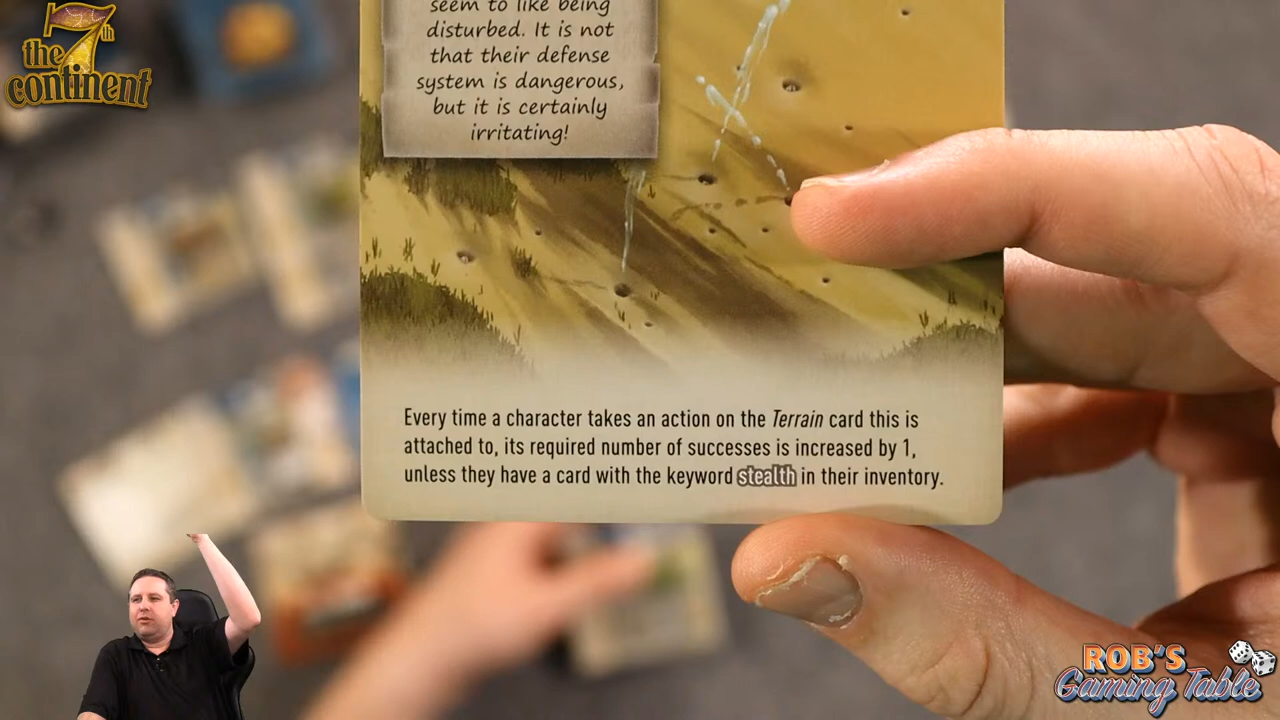 the
7th
continent
seem to like being
disturbed. It is not
that their defense
system is dangerous,
but it is certainly
irritating!
Every time a character takes an action on the Terrain card this is
attached to, its required number of successes is increased by 1,
unless they have a card with the keyword stealth in their inventory.
ROB'S
Gaming Table